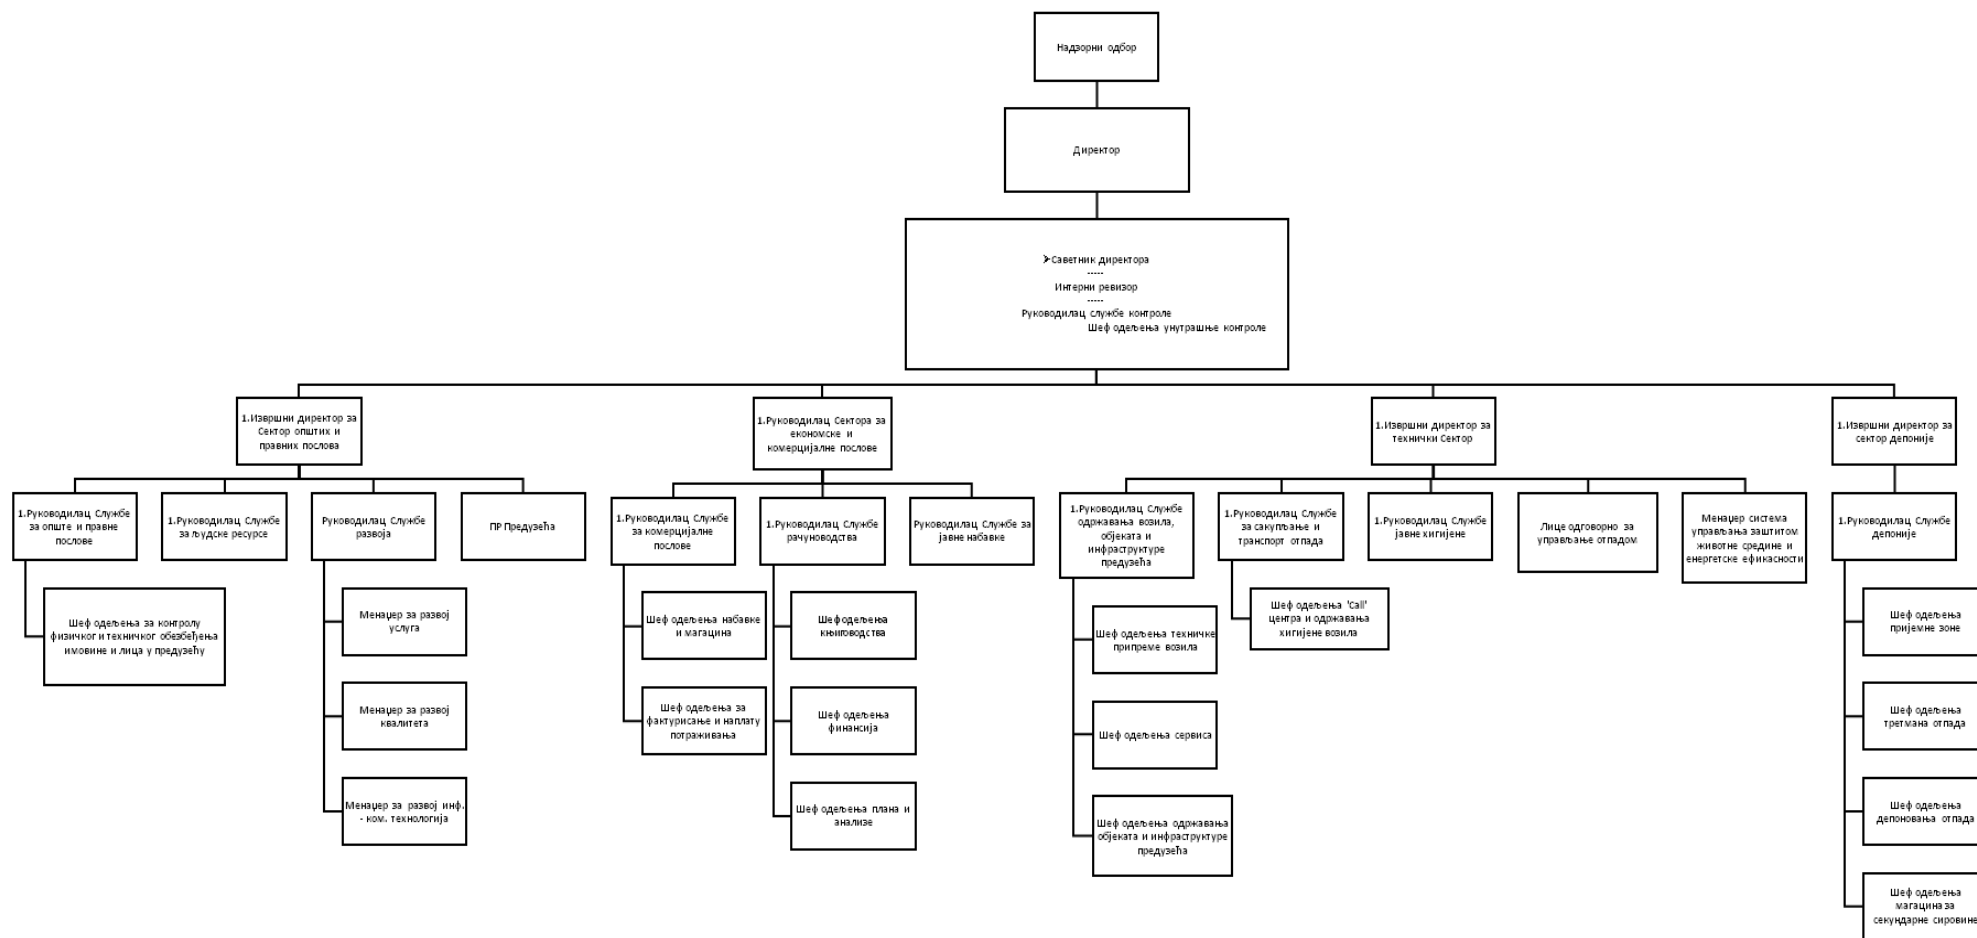 Надзорни одбор
Директор
➤Саветник директора
-----
Интерни ревизор
-----
Руководилац службе контроле
Шеф одељења унутрашње контроле
1.Извршни директор за
Сектор општих и
правних послова
1.Руководилац Сектора за
економске и
комерцијалне послове
1.Извршни директор за
технички Сектор
1.Извршни директор за
сектор депоније
1.Руководилац Службе
за опште и правне
послове
1.Руководилац Службе
за људске ресурсе
Руководилац Службе
развоја
ПР Предузећа
1.Руководилац Службе
за комерцијалне
послове
1.Руководилац Службе
рачуноводства
Руководилац Службе за
јавне набавке
1.Руководилац Службе
одржавања возила,
објеката и
инфраструктуре
предузећа
1.Руководилац Службе
за сакупљање и
транспорт отпада
1.Руководилац Службе
јавне хигијене
Лице одговорно за
управљање отпадом
Менаџер система
управљања заштитом
животне средине и
енергетске ефикасности
1.Руководилац Службе
депоније
Шеф одељења за контролу
физичког и техничког обезбеђења
имовине и лица у предузећу
Менаџер за развој
услуга
Менаџер за развој
квалитета
Менаџер за развој инф.
- ком. технологија
Шеф одељења набавке
и магацина
Шеф одељења за
фактурисање и наплату
потраживања
Шеф одељења
књиговодства
Шеф одељења
финансија
Шеф одељења плана и
анализе
Шеф одељења техничке
припреме возила
Шеф одељења сервиса
Шеф одељења одржавања
објеката и инфраструктуре
предузећа
Шеф одељења 'Call'
центра и одржавања
хигијене возила
Шеф одељења
пријемне зоне
Шеф одељења
третмана отпада
Шеф одељења
депоновања отпада
Шеф одељења
магацина за
секундарне сировине